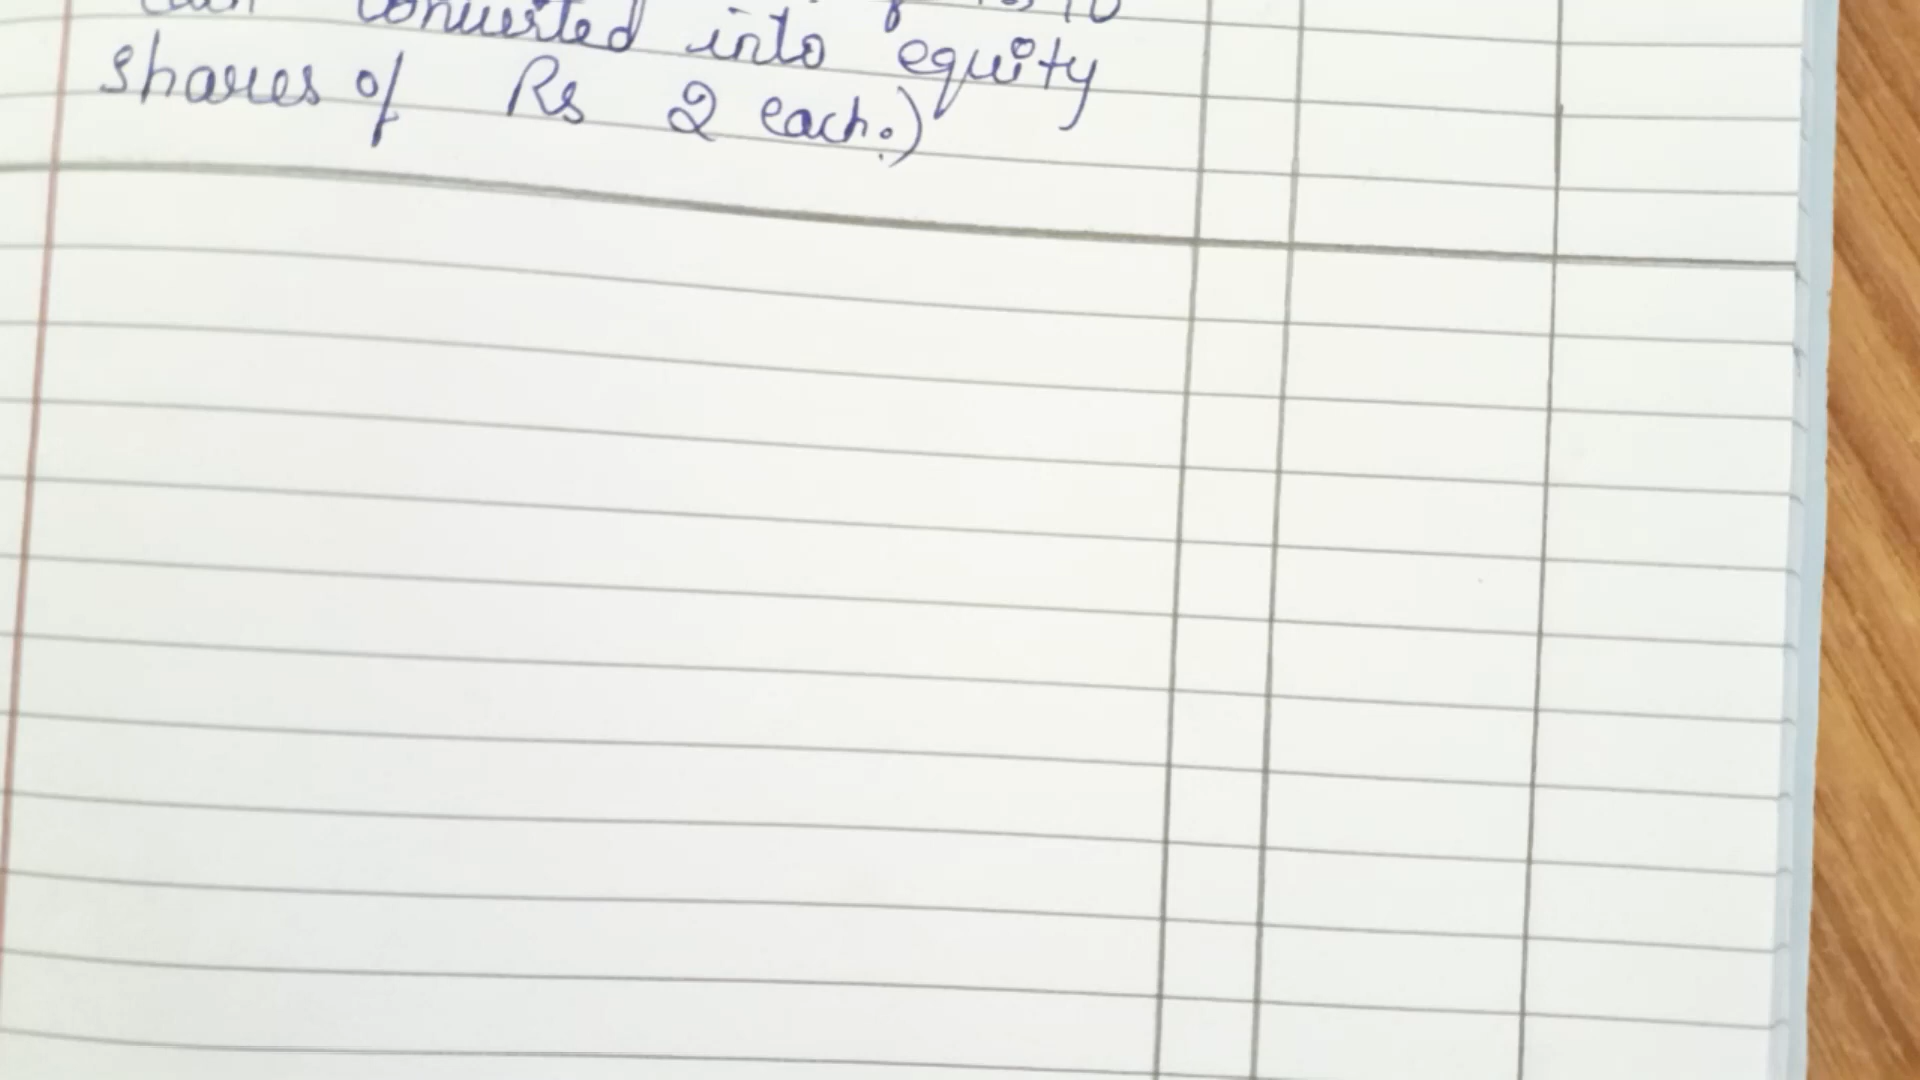 converted into equity
shares of Rs 2 each.)